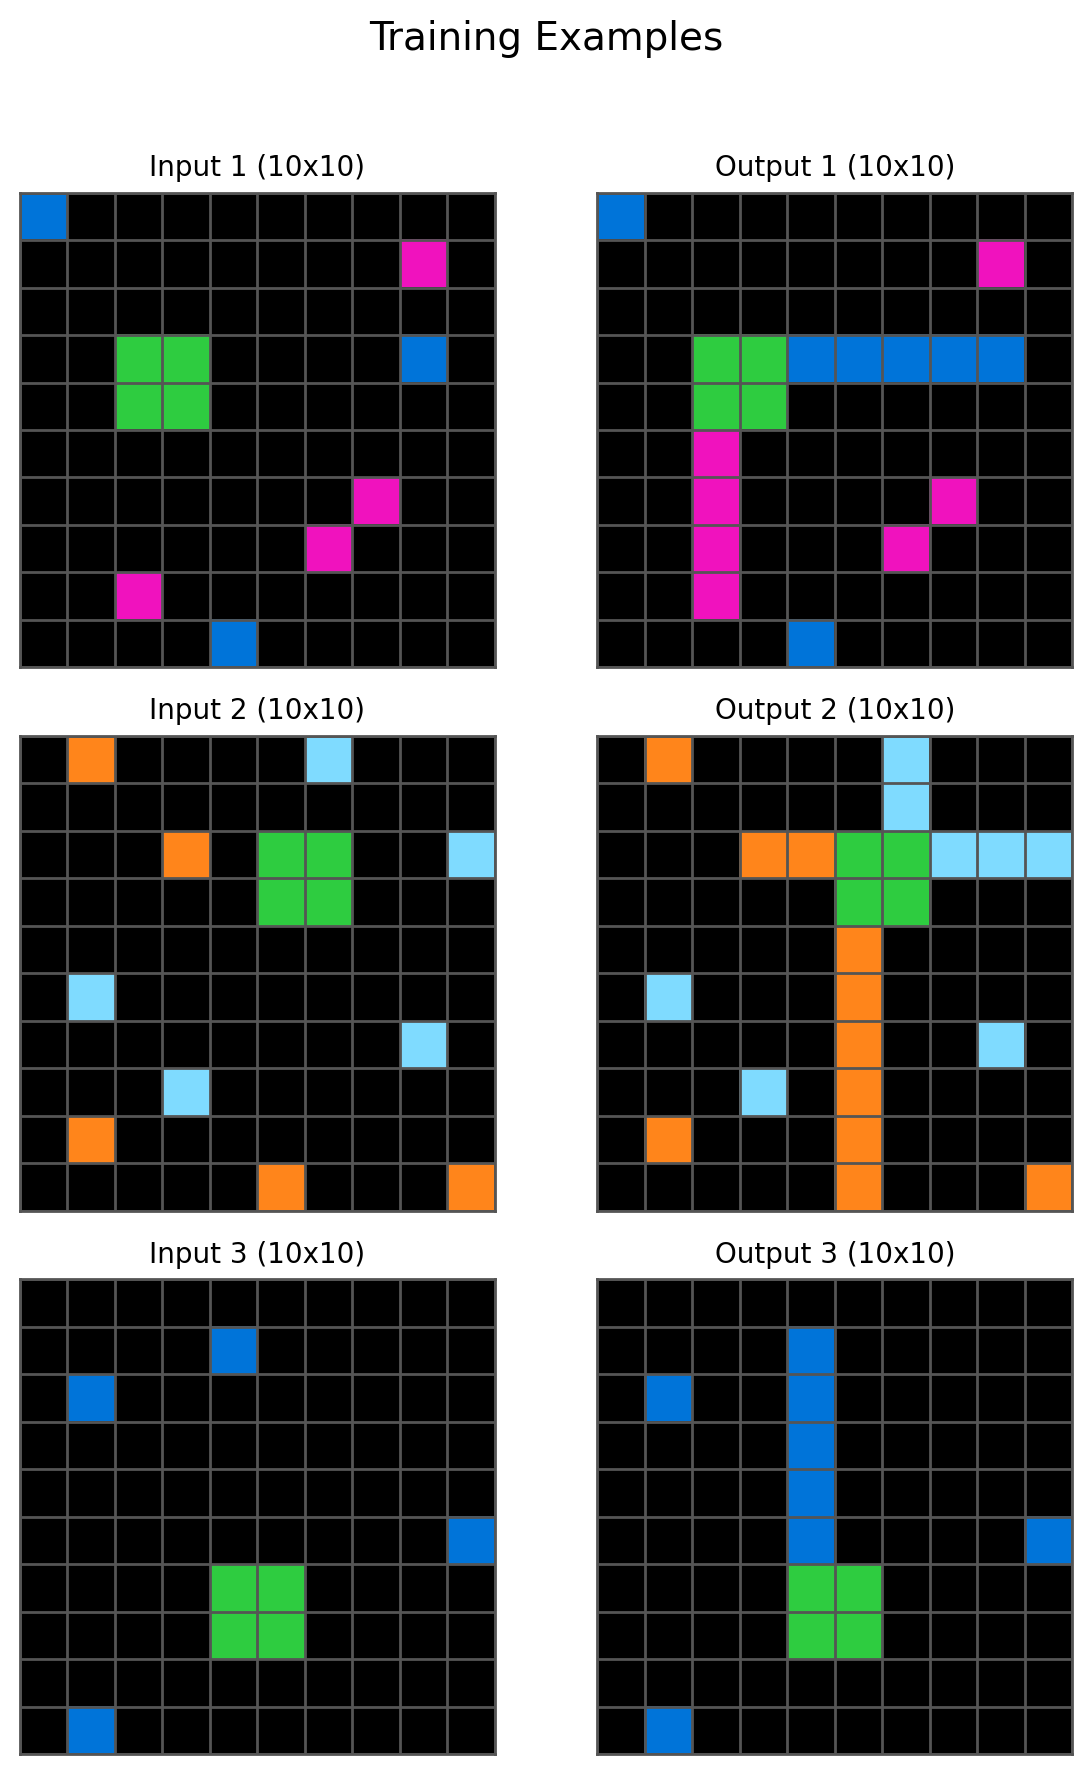 Training Examples
Input 1 (10x10)
Output 1 (10x10)
Input 2 (10x10)
Output 2 (10x10)
Input 3 (10x10)
Output 3 (10x10)